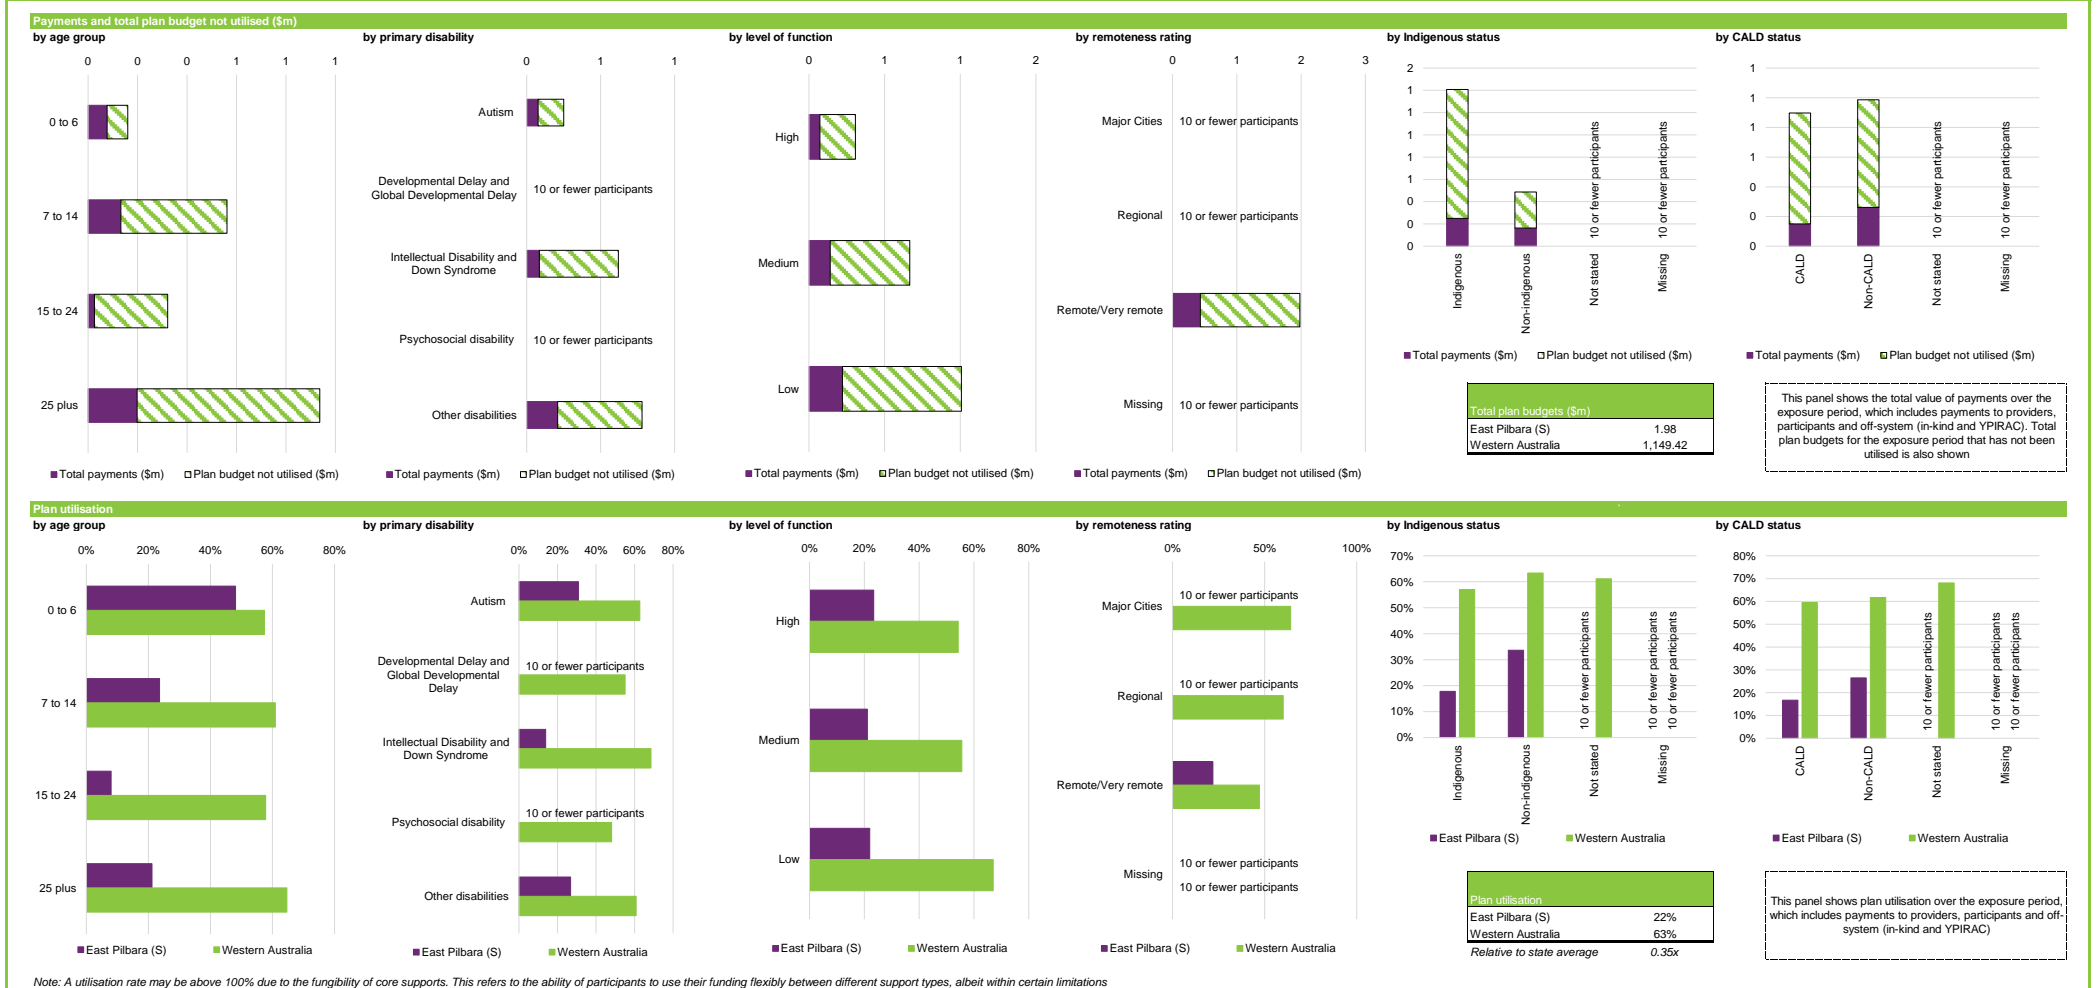 Payments and total plan budget not utilised ($m)
by age group
0 0 0 1 1 1
0 to 6
7 to 14
15 to 24
25 plus
Total payments ($m) Plan budget not utilised ($m)
by primary disability
0 1 1
Autism
Developmental Delay and
Global Developmental Delay
10 or fewer participants
Intellectual Disability and
Down Syndrome
Psychosocial disability
10 or fewer participants
Other disabilities
Total payments ($m) Plan budget not utilised ($m)
by level of function
0 1 1 2
High
Medium
Low
Total payments ($m) Plan budget not utilised ($m)
by remoteness rating
0 1 2 3
Major Cities 10 or fewer participants
Regional 10 or fewer participants
Remote/Very remote
Missing 10 or fewer participants
Total payments ($m) Plan budget not utilised ($m)
by Indigenous status
2
1
1
1
1
1
0
0
0
10 or fewer participants
10 or fewer participants
Indigenous
Non-indigenous
Not stated
Missing
Total payments ($m) Plan budget not utilised ($m)
Total plan budgets ($m)
East Pilbara (S) 1.98
Western Australia 1,149.42
by CALD status
1
1
1
1
0
0
0
10 or fewer participants
10 or fewer participants
CALD
Non-CALD
Not stated
Missing
Total payments ($m) Plan budget not utilised ($m)
This panel shows the total value of payments over the
exposure period, which includes payments to providers,
participants and off-system (in-kind and YPIRAC). Total
plan budgets for the exposure period that has not been
utilised is also shown
Plan utilisation
by age group
0% 20% 40% 60% 80%
0 to 6
7 to 14
15 to 24
25 plus
East Pilbara (S) Western Australia
by primary disability
0% 20% 40% 60% 80%
Autism
Developmental Delay and
Global Developmental
Delay
10 or fewer participants
Intellectual Disability and
Down Syndrome
Psychosocial disability
10 or fewer participants
Other disabilities
East Pilbara (S) Western Australia
by level of function
0% 20% 40% 60% 80%
High
Medium
Low
East Pilbara (S) Western Australia
by remoteness rating
0% 50% 100%
Major Cities
10 or fewer participants
Regional
10 or fewer participants
Remote/Very remote
Missing
10 or fewer participants
10 or fewer participants
East Pilbara (S) Western Australia
by Indigenous status
70%
60%
50%
40%
30%
20%
10%
0%
10 or fewer participants
10 or fewer participants
10 or fewer participants
Indigenous
Non-indigenous
Not stated
Missing
East Pilbara (S) Western Australia
Plan utilisation
East Pilbara (S) 22%
Western Australia 63%
Relative to state average 0.35x
by CALD status
80%
70%
60%
50%
40%
30%
20%
10%
0%
10 or fewer participants
10 or fewer participants
10 or fewer participants
CALD
Non-CALD
Not stated
Missing
East Pilbara (S) Western Australia
This panel shows plan utilisation over the exposure period,
which includes payments to providers, participants and off-
system (in-kind and YPIRAC)
Note: A utilisation rate may be above 100% due to the fungibility of core supports. This refers to the ability of participants to use their funding flexibly between different support types, albeit within certain limitations